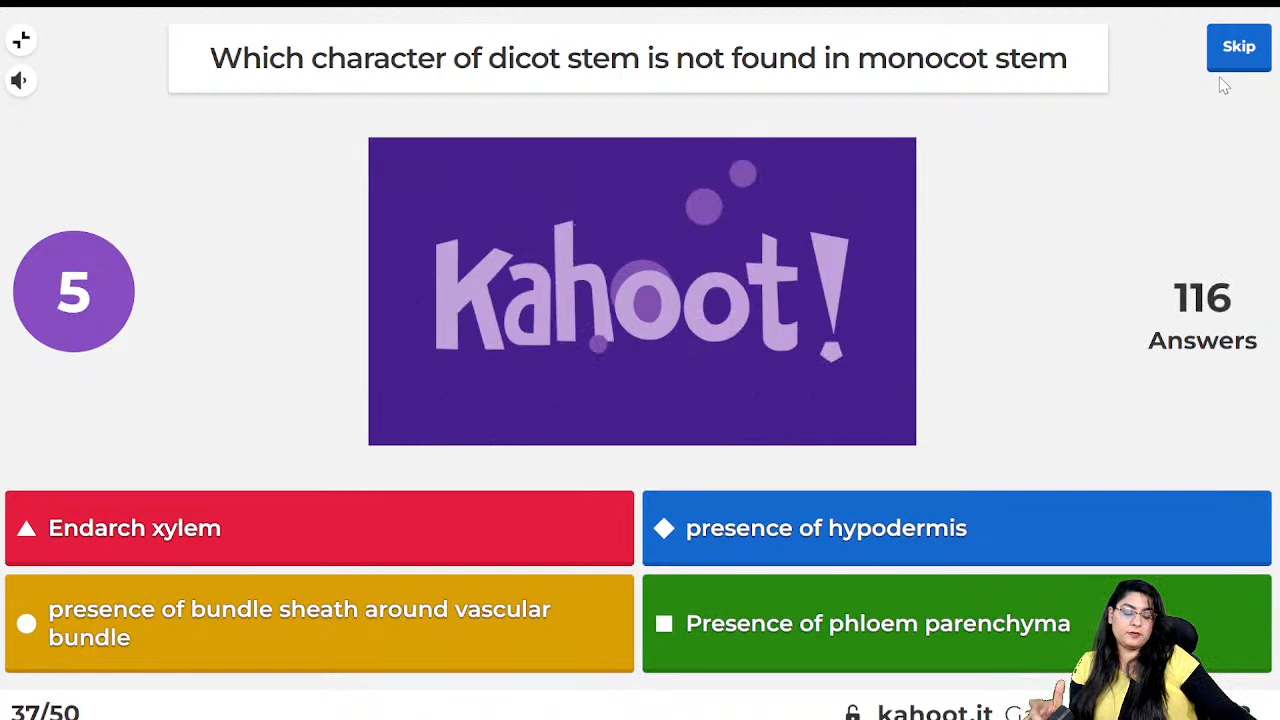 Which character of dicot stem is not found in monocot stem
Skip
Kahoot!
5
116
Answers
Endarch xylem
presence of hypodermis
presence of bundle sheath around vascular
bundle
Presence of phloem parenchyma
37/50
kahoot.it